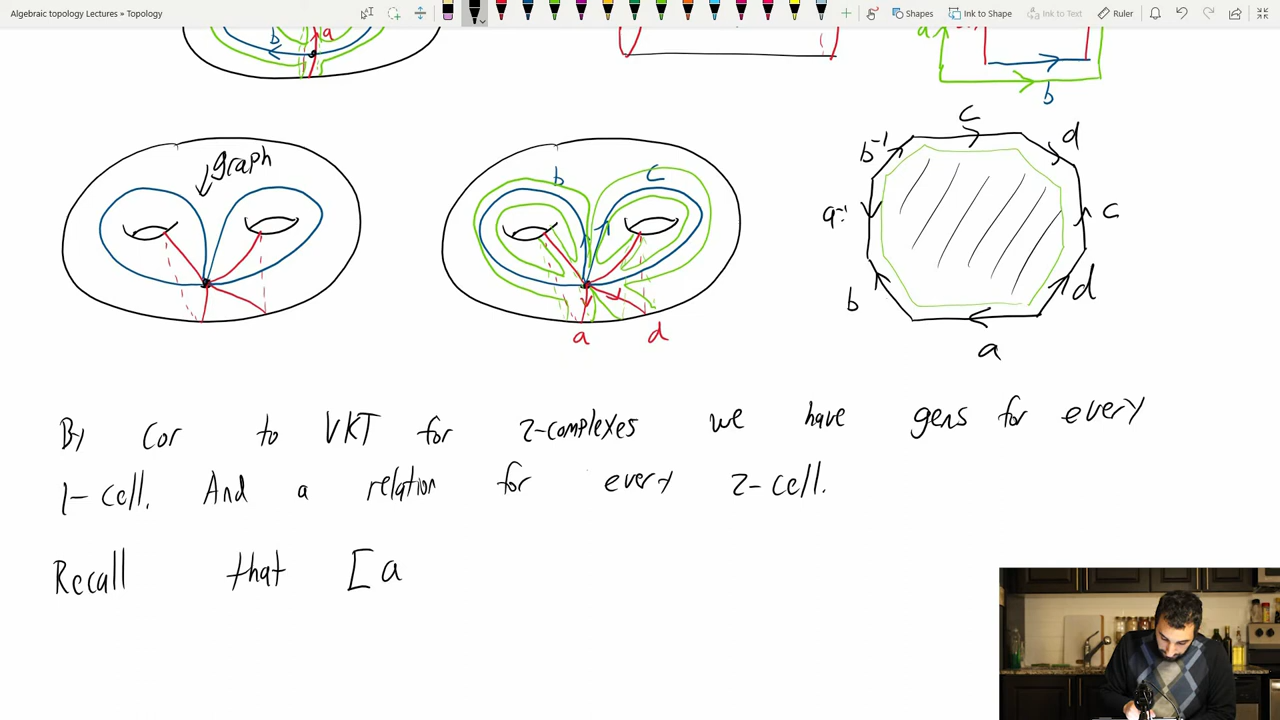 Algebraic topology Lectures » Topology
Shapes
Ink to Shape
Ink to Text
Ruler
b
a
a
b
graph
b
c
a
d
c
d
c
d
a
b
a⁻¹
b⁻¹
By Cor to VKT for 2-complexes we have gens for every
1-cell. And a relation for every 2-cell.
Recall that [a